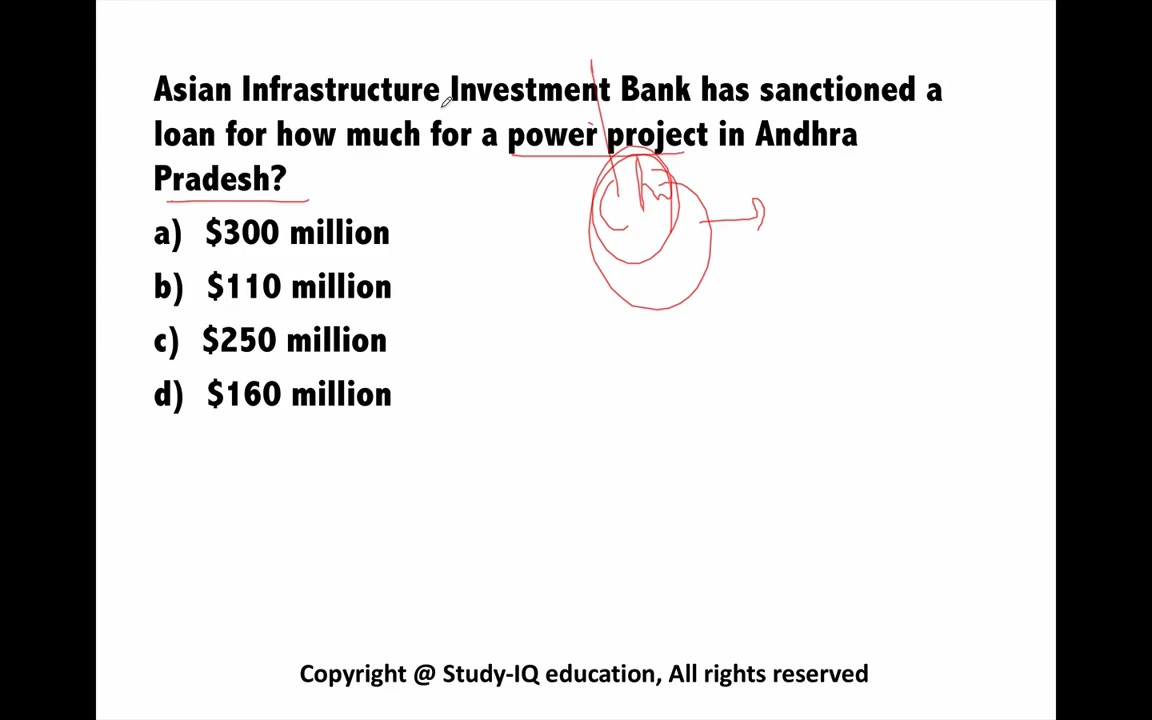 Asian Infrastructure Investment Bank has sanctioned a
loan for how much for a power project in Andhra
Pradesh?
a) $300 million
b) $110 million
c) $250 million
d) $160 million
Copyright @ Study-IQ education, All rights reserved